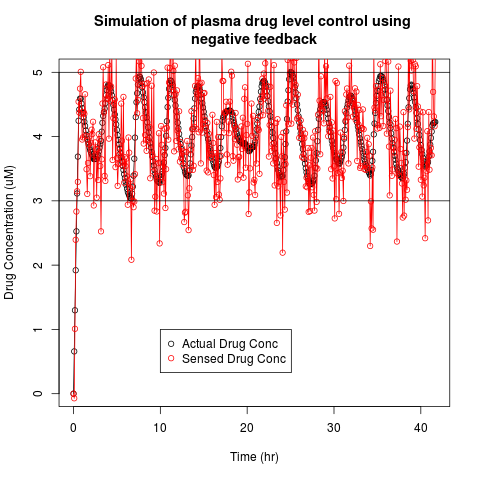 Simulation of plasma drug level control using
negative feedback
Drug Concentration (uM)
5
4
3
2
1
0
Actual Drug Conc
Sensed Drug Conc
0 10 20 30 40
Time (hr)